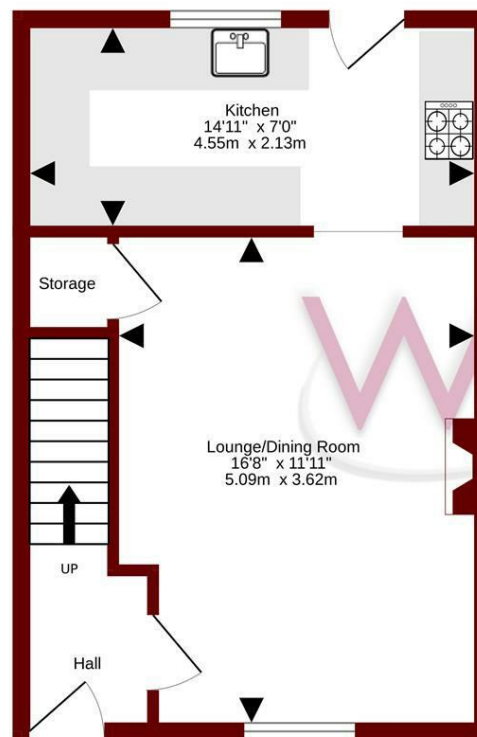 Kitchen
14'11" x 7'0"
4.55m x 2.13m
Storage
Lounge/Dining Room
16'8" x 11'11"
5.09m x 3.62m
UP
Hall
W